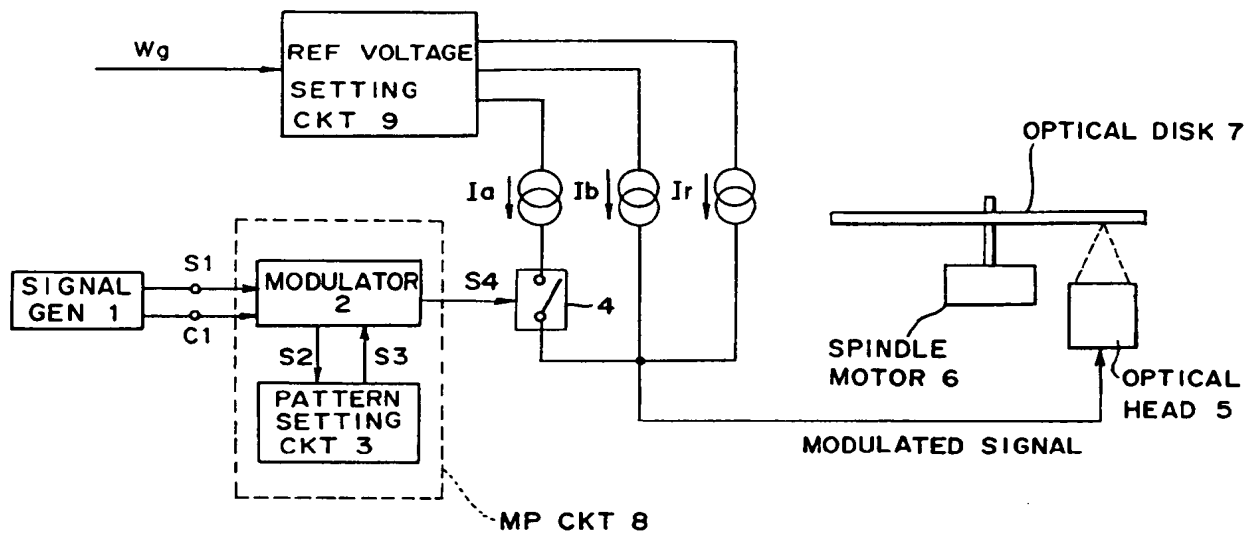 Wg
REF VOLTAGE
SETTING
CKT 9
OPTICAL DISK 7
Ia
Ib
Ir
SIGNAL
GEN 1
S1
C1
MODULATOR
2
S4
4
S2
S3
PATTERN
SETTING
CKT 3
SPINDLE
MOTOR 6
OPTICAL
HEAD 5
MODULATED SIGNAL
MP CKT 8